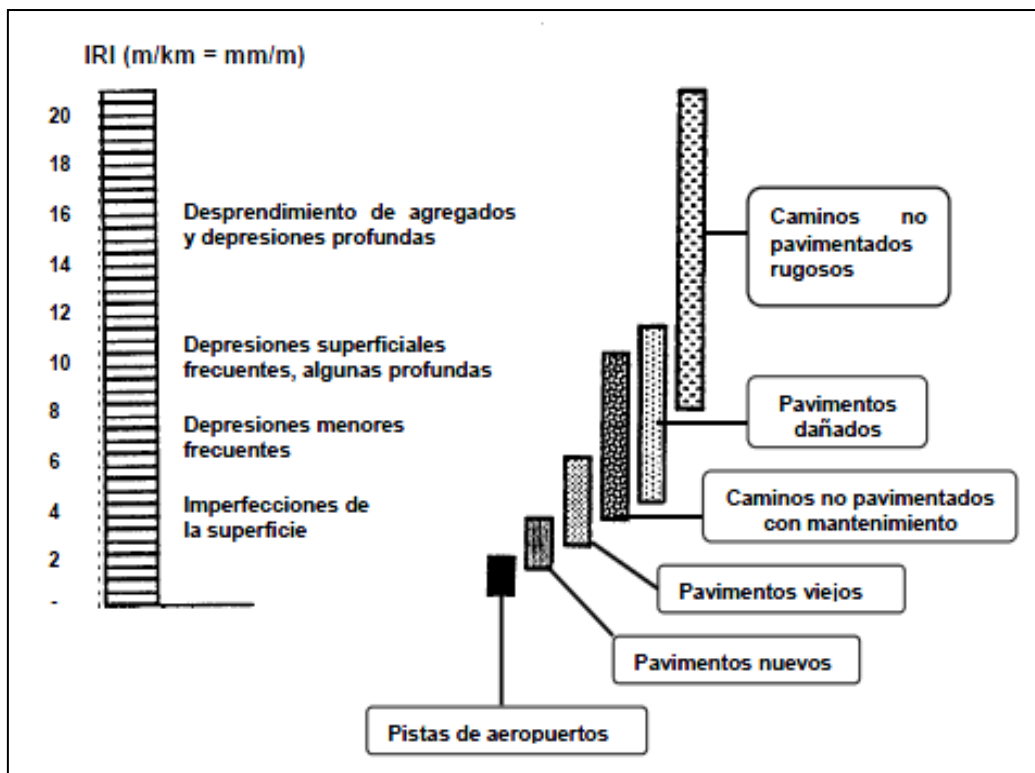 IRI (m/km = mm/m)
20
18
16
14
12
10
8
6
4
2
-
Desprendimiento de agregados
y depresiones profundas
Depresiones superficiales
frecuentes, algunas profundas
Depresiones menores
frecuentes
Imperfecciones de
la superficie
Caminos no
pavimentados
rugosos
Pavimentos
dañados
Caminos no pavimentados
con mantenimiento
Pavimentos viejos
Pavimentos nuevos
Pistas de aeropuertos